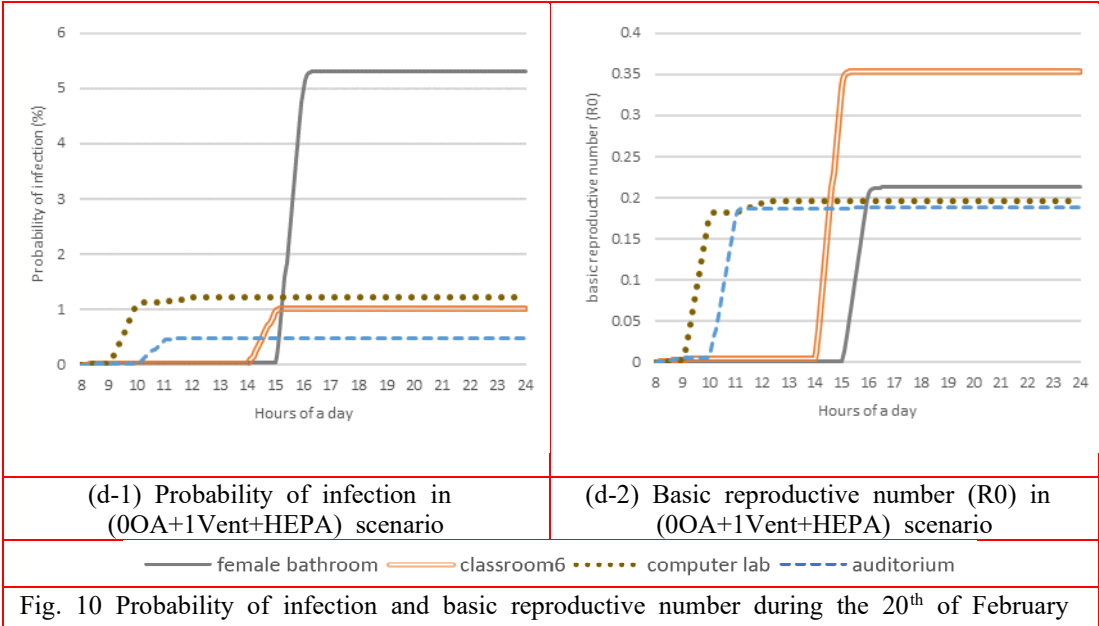 6
5
4
3
2
1
0
Probability of infection (%)
8 9 10 11 12 13 14 15 16 17 18 19 20 21 22 23 24
Hours of a day
0.4
0.35
0.3
0.25
0.2
0.15
0.1
0.05
0
basic reproductive number (R0)
8 9 10 11 12 13 14 15 16 17 18 19 20 21 22 23 24
Hours of a day
(d-1) Probability of infection in
(0OA+1Vent+HEPA) scenario
(d-2) Basic reproductive number (R0) in
(0OA+1Vent+HEPA) scenario
female bathroom classroom6 computer lab auditorium
Fig. 10 Probability of infection and basic reproductive number during the 20th of February